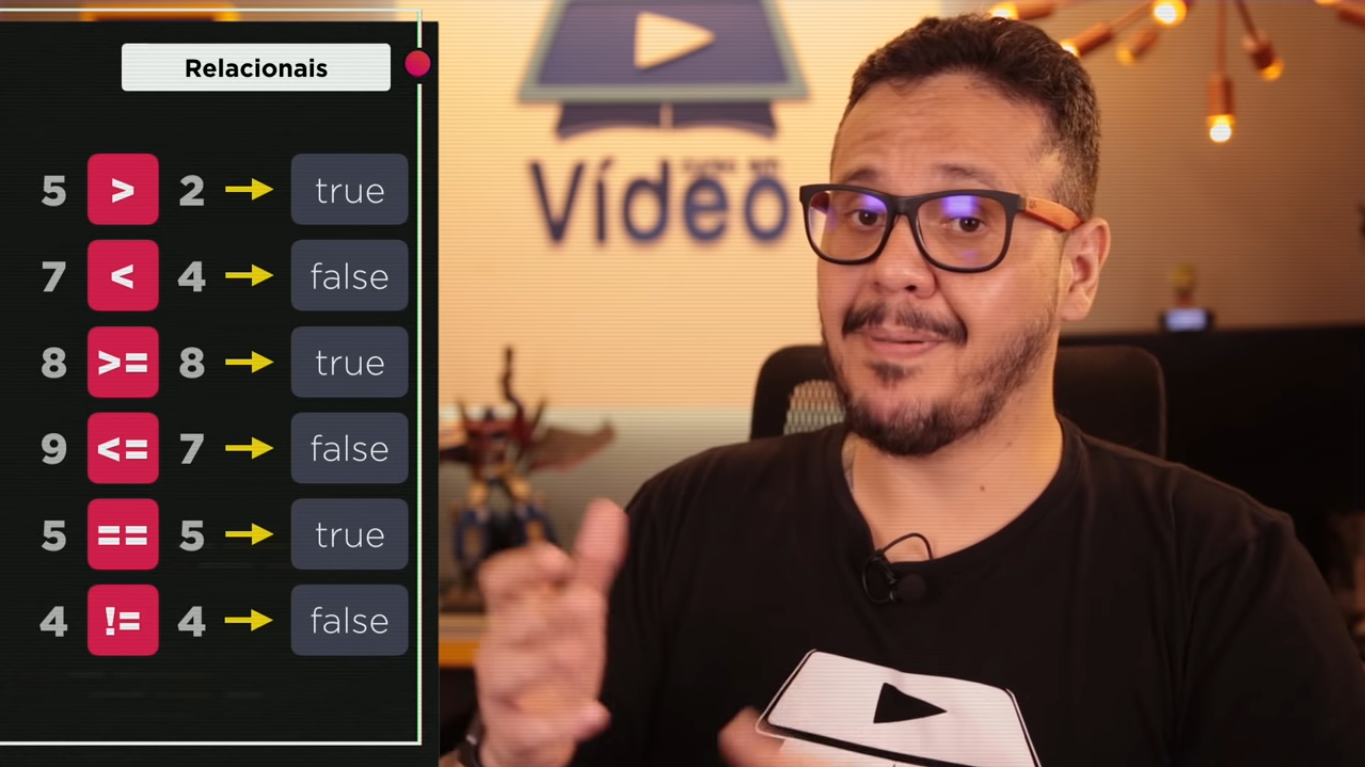 Relacionais
5 > 2 → true
7 < 4 → false
8 >= 8 → true
9 <= 7 → false
5 == 5 → true
4 != 4 → false
Vídeo